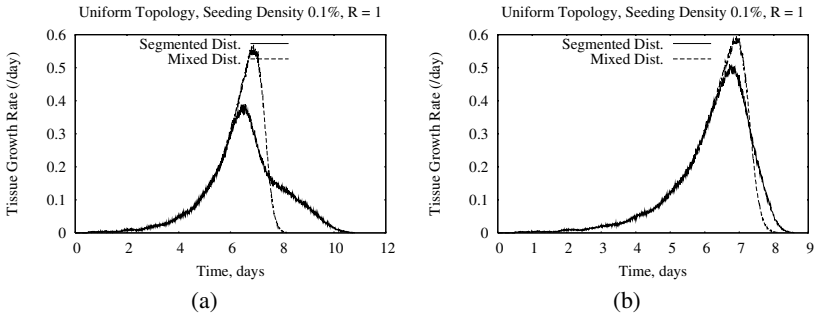 Uniform Topology, Seeding Density 0.1%, R = 1
Segmented Dist.
Mixed Dist.
Tissue Growth Rate (/day)
0.6
0.5
0.4
0.3
0.2
0.1
0
0 2 4 6 8 10 12
Time, days
(a)
Uniform Topology, Seeding Density 0.1%, R = 1
Segmented Dist.
Mixed Dist.
Tissue Growth Rate (/day)
0.6
0.5
0.4
0.3
0.2
0.1
0
0 1 2 3 4 5 6 7 8 9
Time, days
(b)